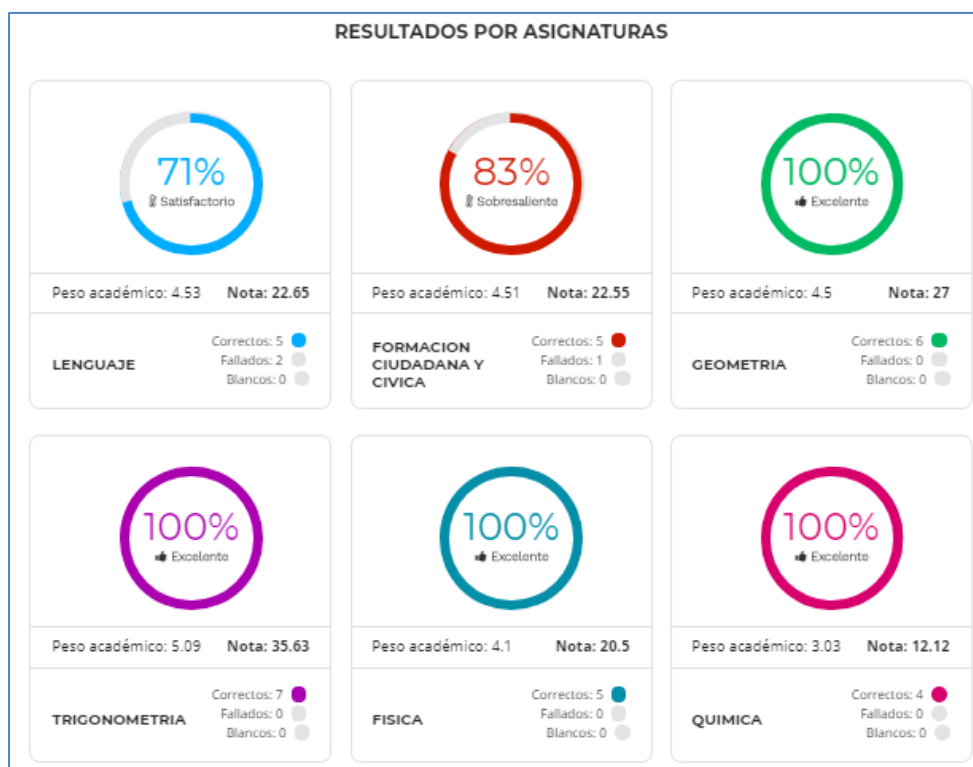 RESULTADOS POR ASIGNATURAS
71%
Satisfactorio
Peso académico: 4.53 Nota: 22.65
LENGUAJE
Correctos: 5
Fallados: 2
Blancos: 0
83%
Sobresaliente
Peso académico: 4.51 Nota: 22.55
FORMACION
CIUDADANA Y
CIVICA
Correctos: 5
Fallados: 1
Blancos: 0
100%
Excelente
Peso académico: 4.5 Nota: 27
GEOMETRIA
Correctos: 6
Fallados: 0
Blancos: 0
100%
Excelente
Peso académico: 5.09 Nota: 35.63
TRIGONOMETRIA
Correctos: 7
Fallados: 0
Blancos: 0
100%
Excelente
Peso académico: 4.1 Nota: 20.5
FISICA
Correctos: 5
Fallados: 0
Blancos: 0
100%
Excelente
Peso académico: 3.03 Nota: 12.12
QUIMICA
Correctos: 4
Fallados: 0
Blancos: 0